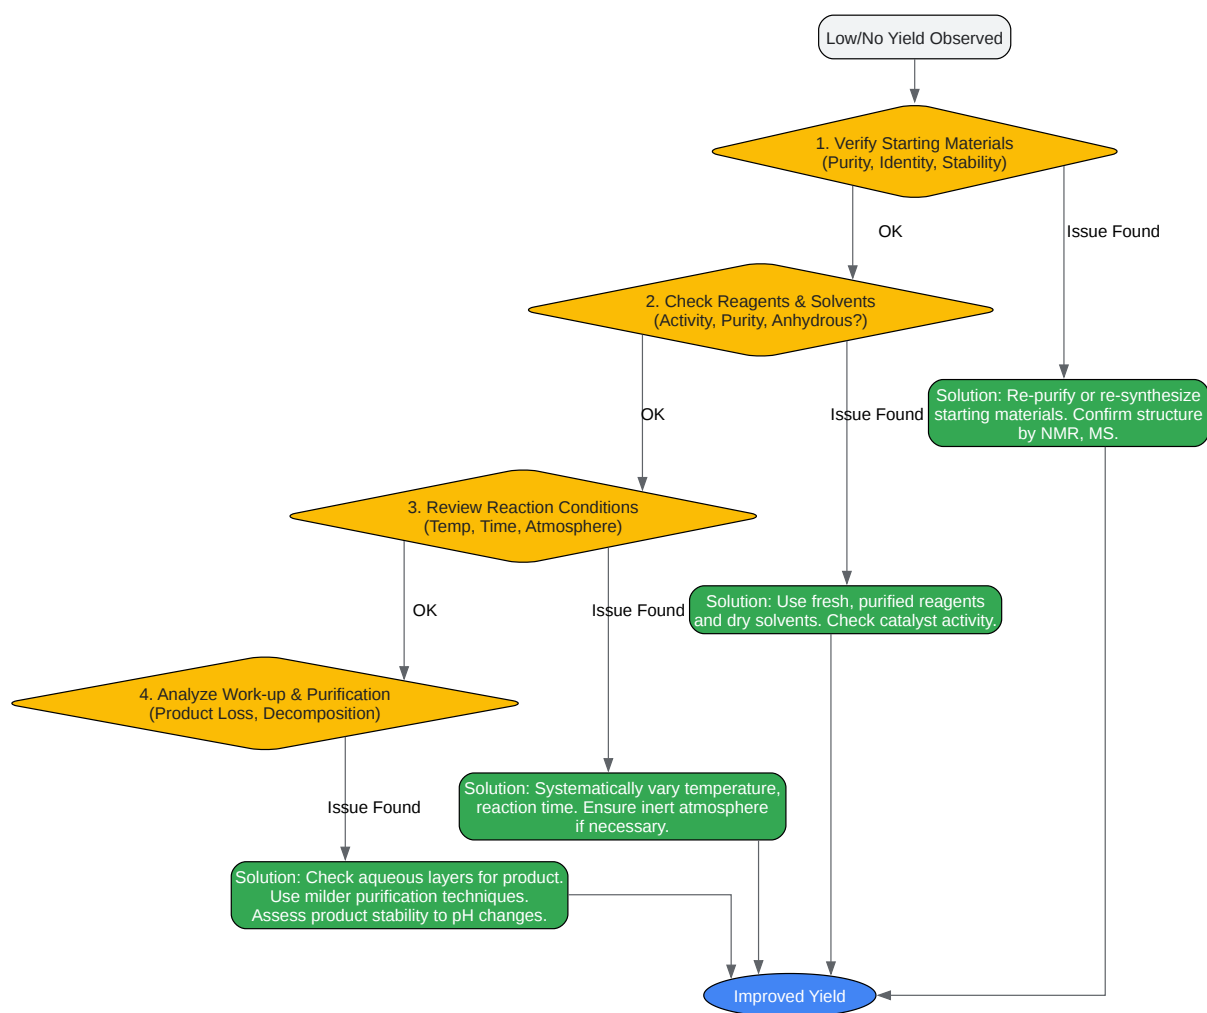 Low/No Yield Observed
1. Verify Starting Materials
(Purity, Identity, Stability)
OK
Issue Found
2. Check Reagents & Solvents
(Activity, Purity, Anhydrous?)
OK
Issue Found
Solution: Re-purify or re-synthesize
starting materials. Confirm structure
by NMR, MS.
3. Review Reaction Conditions
(Temp, Time, Atmosphere)
OK
Issue Found
Solution: Use fresh, purified reagents
and dry solvents. Check catalyst activity.
4. Analyze Work-up & Purification
(Product Loss, Decomposition)
Issue Found
Solution: Systematically vary temperature,
reaction time. Ensure inert atmosphere
if necessary.
Solution: Check aqueous layers for product.
Use milder purification techniques.
Assess product stability to pH changes.
Improved Yield